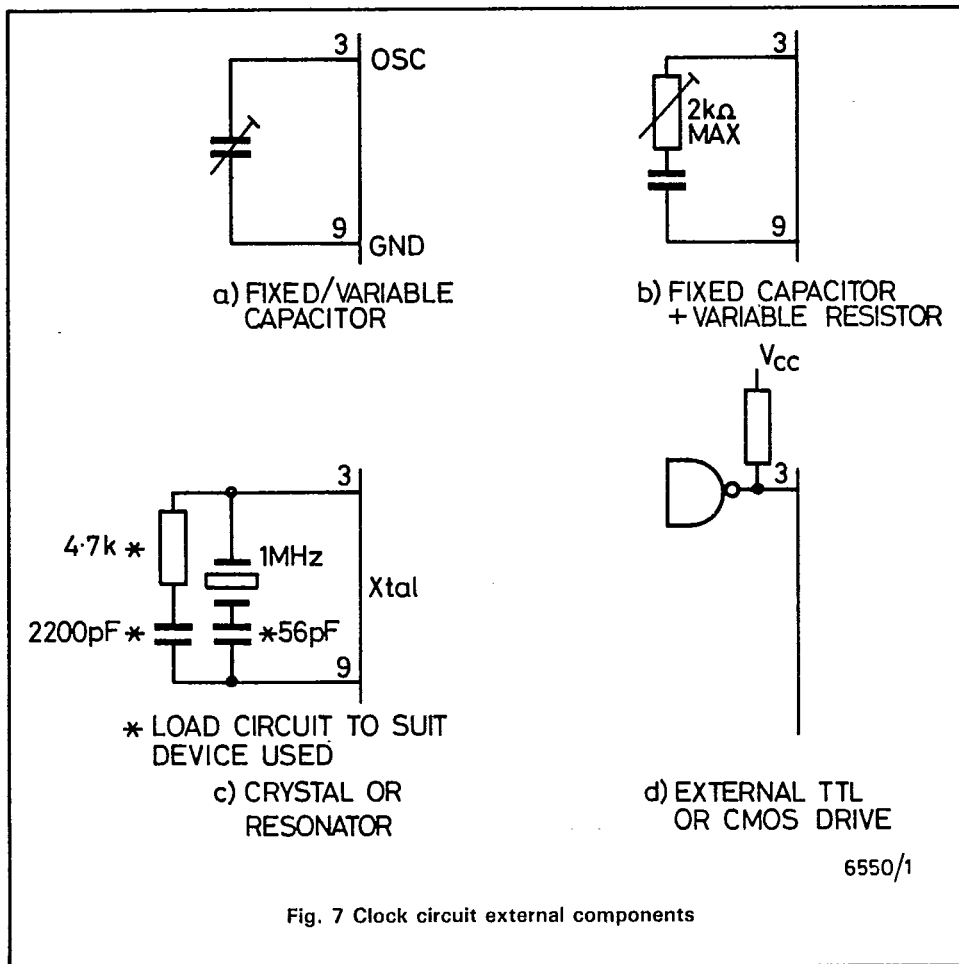 3
OSC
9
GND
a) FIXED/VARIABLE
CAPACITOR
3
2kΩ
MAX
9
b) FIXED CAPACITOR
+ VARIABLE RESISTOR
3
4·7k *
1MHz
Xtal
2200pF *
*56pF
9
* LOAD CIRCUIT TO SUIT
DEVICE USED
c) CRYSTAL OR
RESONATOR
VCC
3
d) EXTERNAL TTL
OR CMOS DRIVE
6550/1
Fig. 7 Clock circuit external components